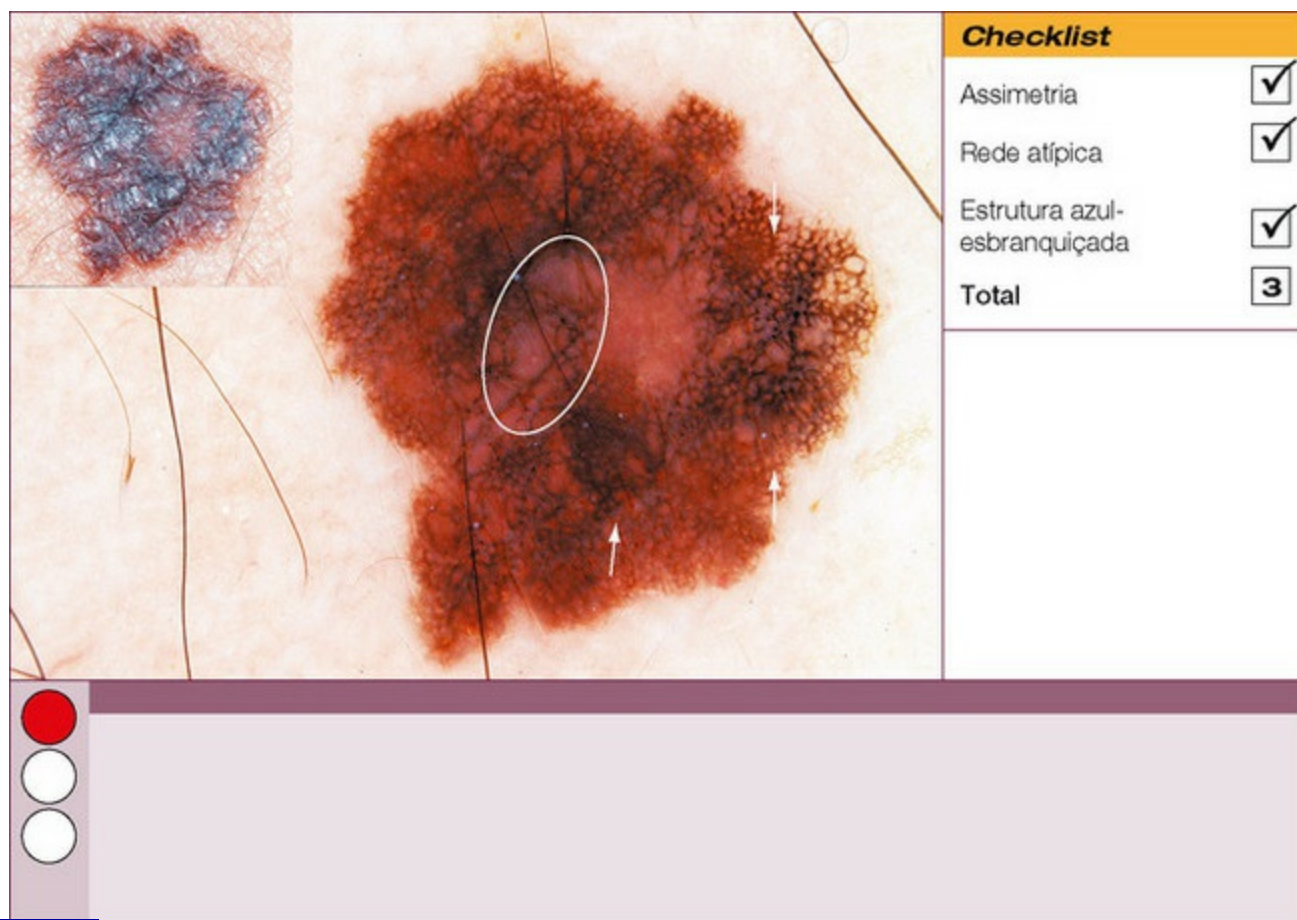 Checklist
Assimetria
Rede atípica
Estrutura azul-
esbranquiçada
Total 3